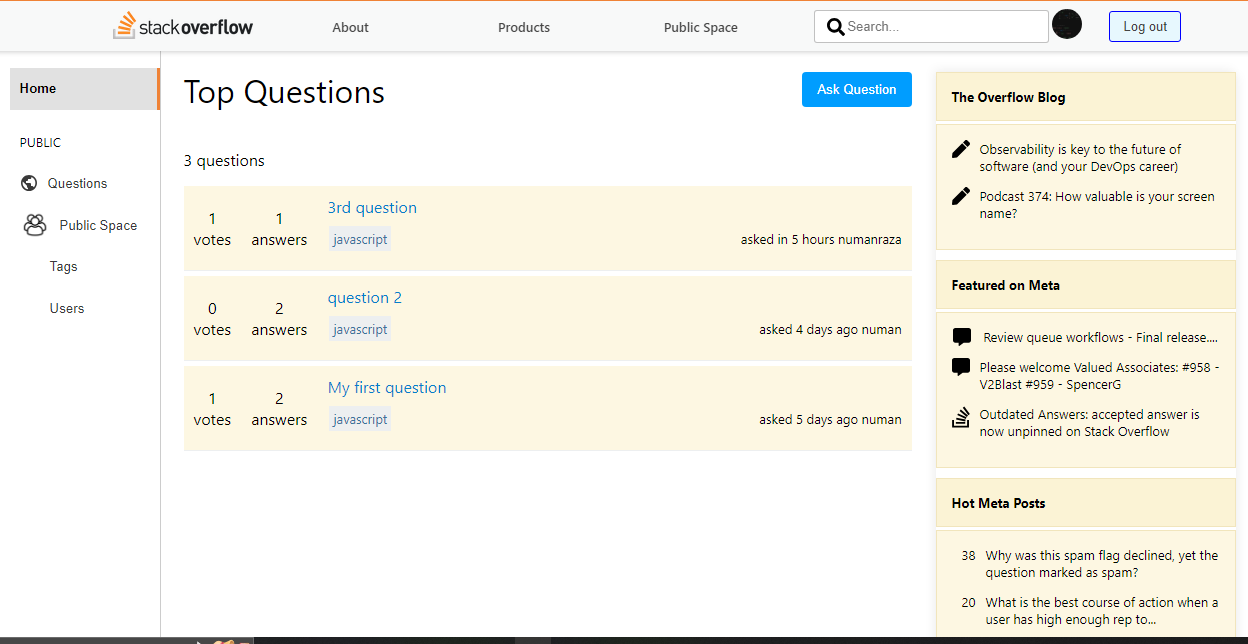 stackoverflow
About
Products
Public Space
Search...
Log out
Home
PUBLIC
Questions
Public Space
Tags
Users
Top Questions
Ask Question
3 questions
1 votes
1 answers
3rd question
javascript
asked in 5 hours numanraza
0 votes
2 answers
question 2
javascript
asked 4 days ago numan
1 votes
2 answers
My first question
javascript
asked 5 days ago numan
The Overflow Blog
Observability is key to the future of
software (and your DevOps career)
Podcast 374: How valuable is your screen
name?
Featured on Meta
Review queue workflows - Final release....
Please welcome Valued Associates: #958 -
V2Blast #959 - SpencerG
Outdated Answers: accepted answer is
now unpinned on Stack Overflow
Hot Meta Posts
38 Why was this spam flag declined, yet the
question marked as spam?
20 What is the best course of action when a
user has high enough rep to...